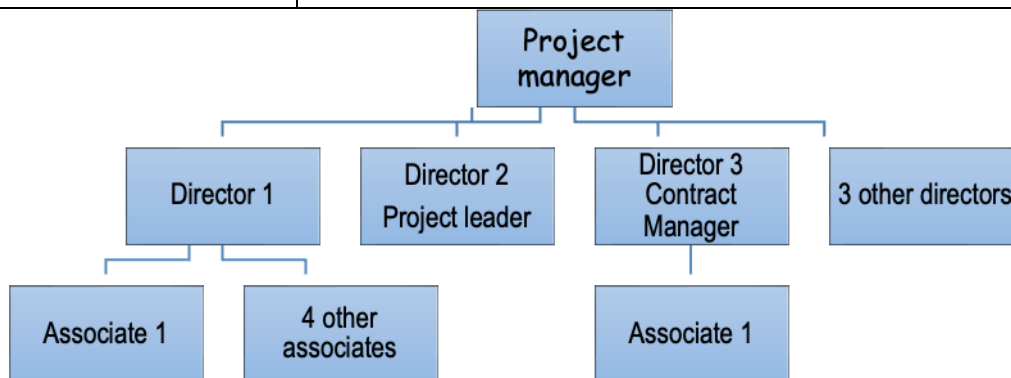 Project
manager
Director 1
Director 2
Project leader
Director 3
Contract
Manager
3 other directors
Associate 1
4 other
associates
Associate 1